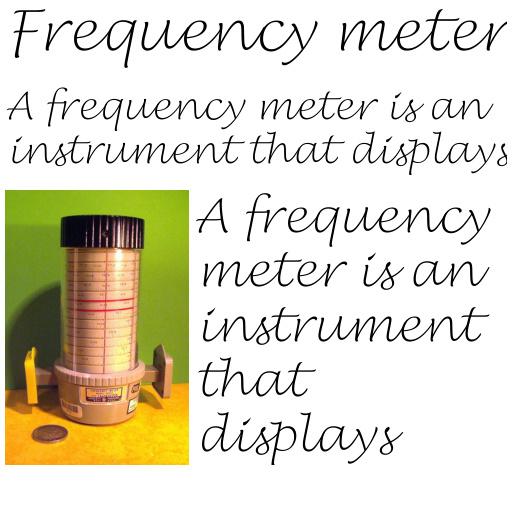 Frequency meter
A frequency meter is an
instrument that displays
A frequency
meter is an
instrument
that
displays